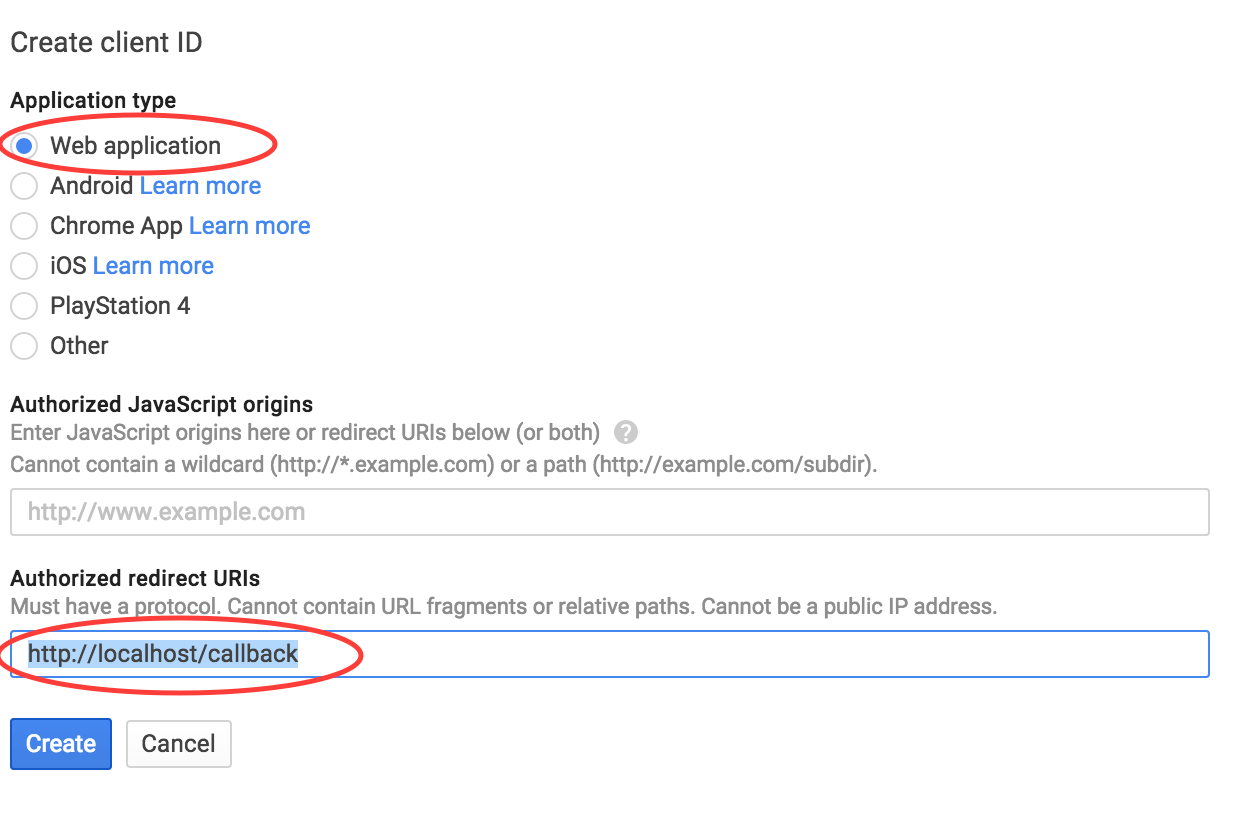 Create client ID
Application type
Web application
Android Learn more
Chrome App Learn more
iOS Learn more
PlayStation 4
Other
Authorized JavaScript origins
Enter JavaScript origins here or redirect URIs below (or both) ?
Cannot contain a wildcard (http://*.example.com) or a path (http://example.com/subdir).
http://www.example.com
Authorized redirect URIs
Must have a protocol. Cannot contain URL fragments or relative paths. Cannot be a public IP address.
http://localhost/callback
Create Cancel